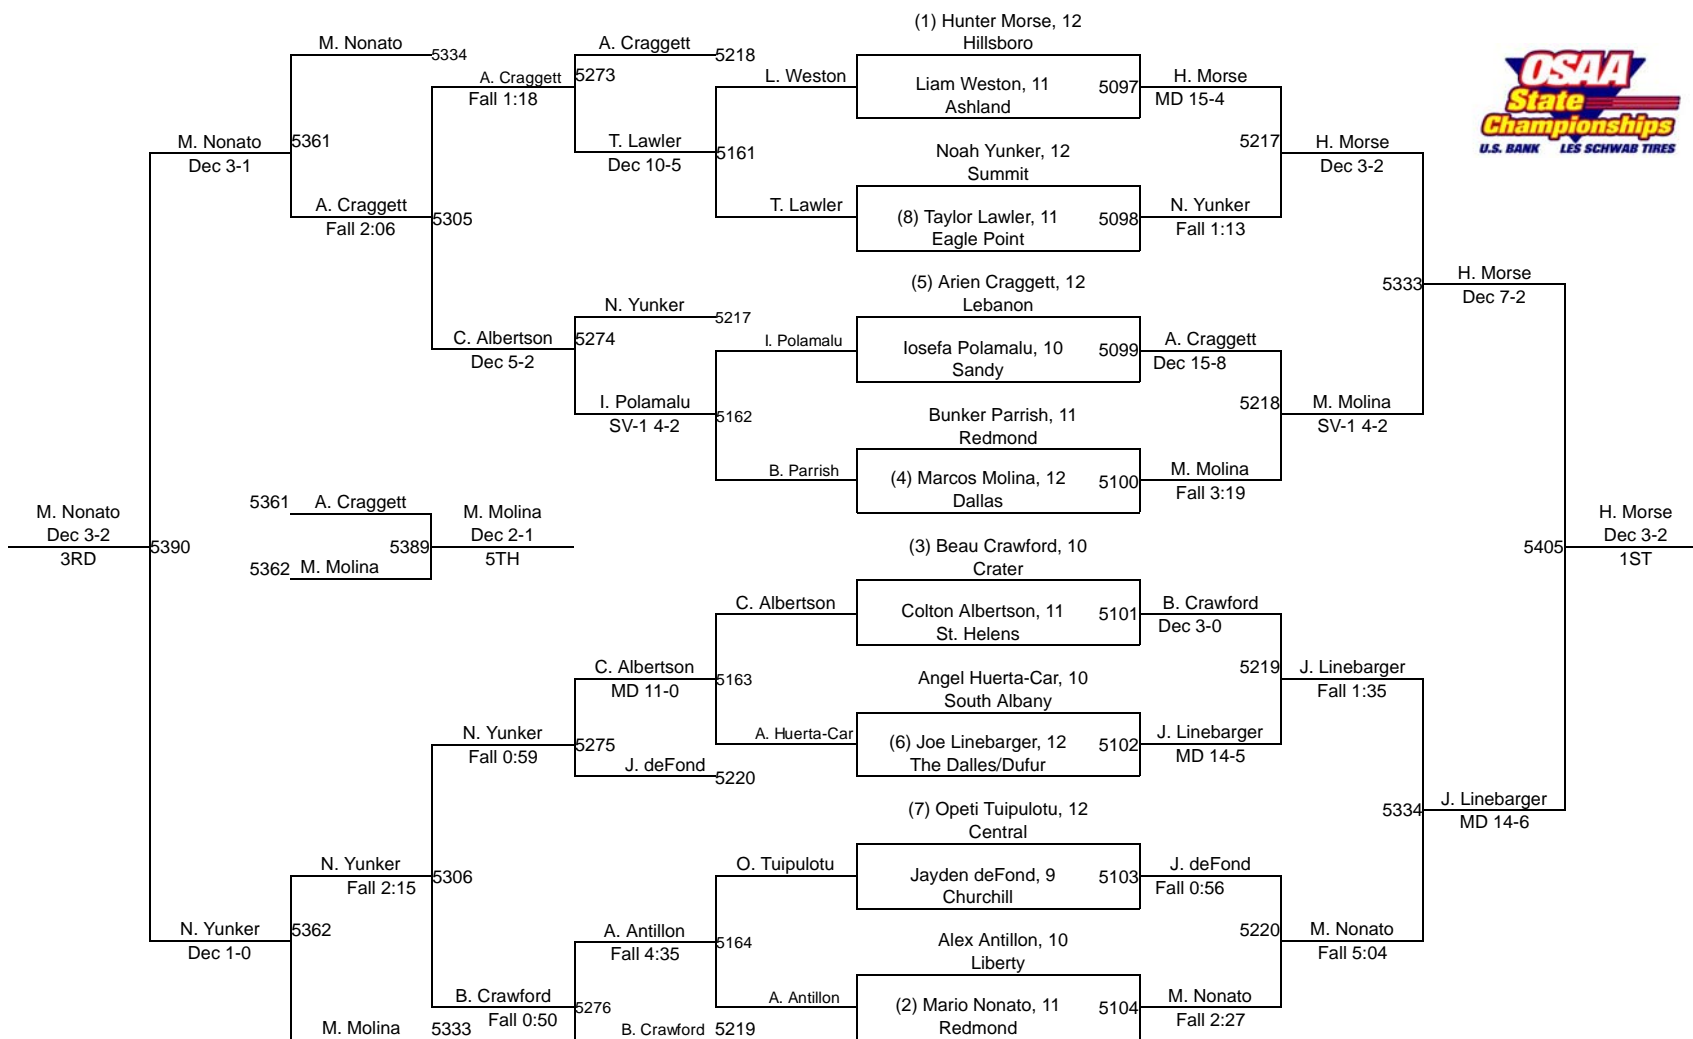 (1) Hunter Morse, 12
M. Nonato
A. Craggett
Hillsboro
5334
5218
OSAA
State
Championships
U.S. BANK LES SCHWAB TIRES
A. Craggett
5273
L. Weston
Liam Weston, 11
5097
H. Morse
Fall 1:18
Ashland
MD 15-4
M. Nonato
5361
T. Lawler
5161
Noah Yunker, 12
5217
H. Morse
Dec 3-1
Dec 10-5
Summit
Dec 3-2
A. Craggett
5305
T. Lawler
(8) Taylor Lawler, 11
5098
N. Yunker
Fall 2:06
Eagle Point
Fall 1:13
(5) Arien Craggett, 12
5333
H. Morse
N. Yunker
Lebanon
Dec 7-2
5217
C. Albertson
5274
I. Polamalu
Iosefa Polamalu, 10
5099
A. Craggett
Dec 5-2
Sandy
Dec 15-8
I. Polamalu
5162
Bunker Parrish, 11
5218
M. Molina
SV-1 4-2
Redmond
SV-1 4-2
B. Parrish
(4) Marcos Molina, 12
5100
M. Molina
Dallas
Fall 3:19
5361
A. Craggett
M. Nonato
M. Molina
H. Morse
Dec 3-2
Dec 2-1
Dec 3-2
5390
5389
(3) Beau Crawford, 10
5405
3RD
5362
M. Molina
5TH
Crater
1ST
C. Albertson
Colton Albertson, 11
5101
B. Crawford
St. Helens
Dec 3-0
C. Albertson
5163
Angel Huerta-Car, 10
5219
J. Linebarger
MD 11-0
South Albany
Fall 1:35
N. Yunker
5275
A. Huerta-Car
(6) Joe Linebarger, 12
5102
J. Linebarger
Fall 0:59
J. deFond
5220
The Dalles/Dufur
MD 14-5
(7) Opeti Tuipulotu, 12
5334
J. Linebarger
Central
MD 14-6
N. Yunker
5306
O. Tuipulotu
Jayden deFond, 9
5103
J. deFond
Fall 2:15
Churchill
Fall 0:56
N. Yunker
5362
A. Antillon
5164
Alex Antillon, 10
5220
M. Nonato
Dec 1-0
Fall 4:35
Liberty
Fall 5:04
B. Crawford
5276
A. Antillon
(2) Mario Nonato, 11
5104
M. Nonato
M. Molina
5333
Fall 0:50
B. Crawford
5219
Redmond
Fall 2:27